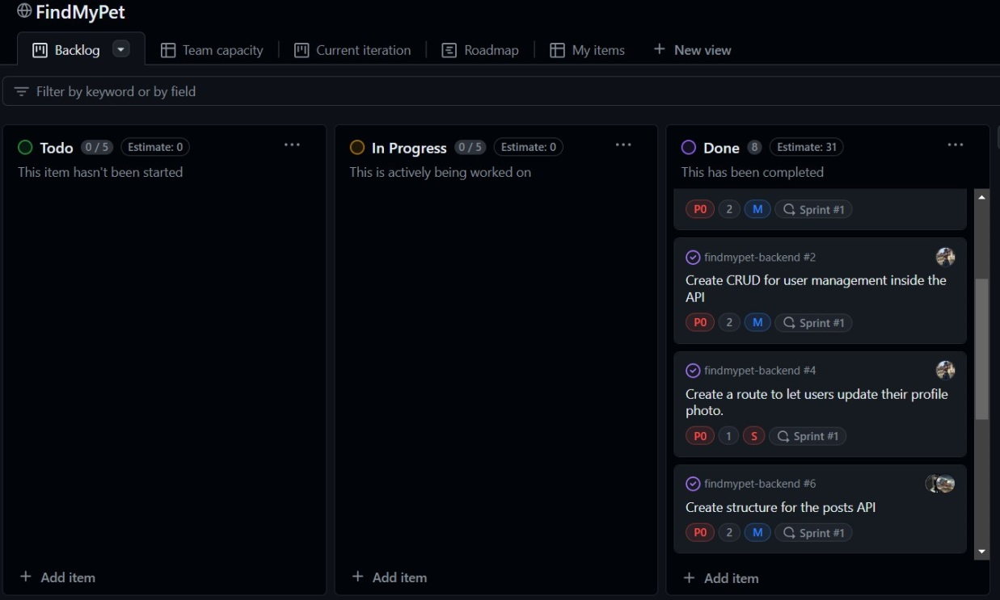 FindMyPet
Backlog
Team capacity
Current iteration
Roadmap
My items
+ New view
Filter by keyword or by field
Todo 0 / 5 Estimate: 0
This item hasn't been started
+ Add item
In Progress 0 / 5 Estimate: 0
This is actively being worked on
+ Add item
Done 8 Estimate: 31
This has been completed
P0 2 M Sprint #1
findmypet-backend #2
Create CRUD for user management inside the
API
P0 2 M Sprint #1
findmypet-backend #4
Create a route to let users update their profile
photo.
P0 1 S Sprint #1
findmypet-backend #6
Create structure for the posts API
P0 2 M Sprint #1
+ Add item